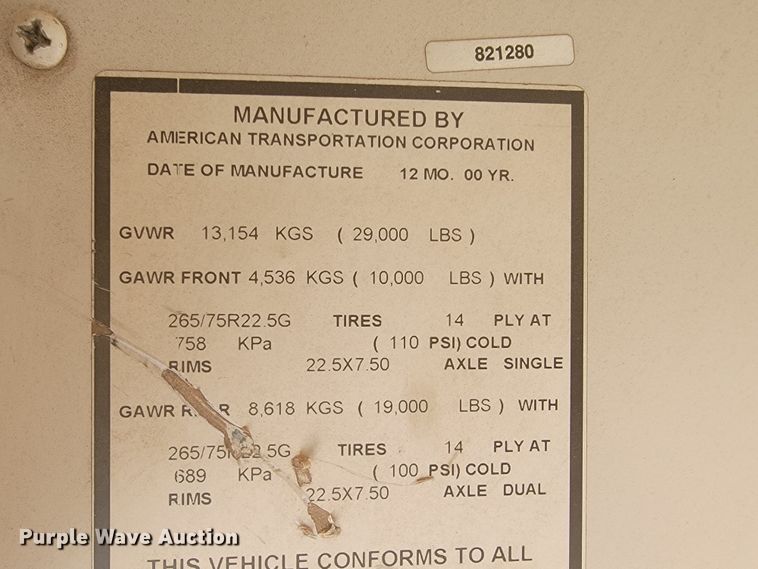 821280
MANUFACTURED BY
AMERICAN TRANSPORTATION CORPORATION
DATE OF MANUFACTURE 12 MO. 00 YR.
GVWR 13,154 KGS ( 29,000 LBS )
GAWR FRONT 4,536 KGS ( 10,000 LBS ) WITH
265/75R22.5G TIRES 14 PLY AT
758 KPa ( 110 PSI) COLD
RIMS 22.5X7.50 AXLE SINGLE
GAWR R R 8,618 KGS ( 19,000 LBS ) WITH
265/75R22.5G TIRES 14 PLY AT
689 KPa ( 100 PSI) COLD
RIMS 22.5X7.50 AXLE DUAL
THIS VEHICLE CONFORMS TO ALL
Purple Wave Auction